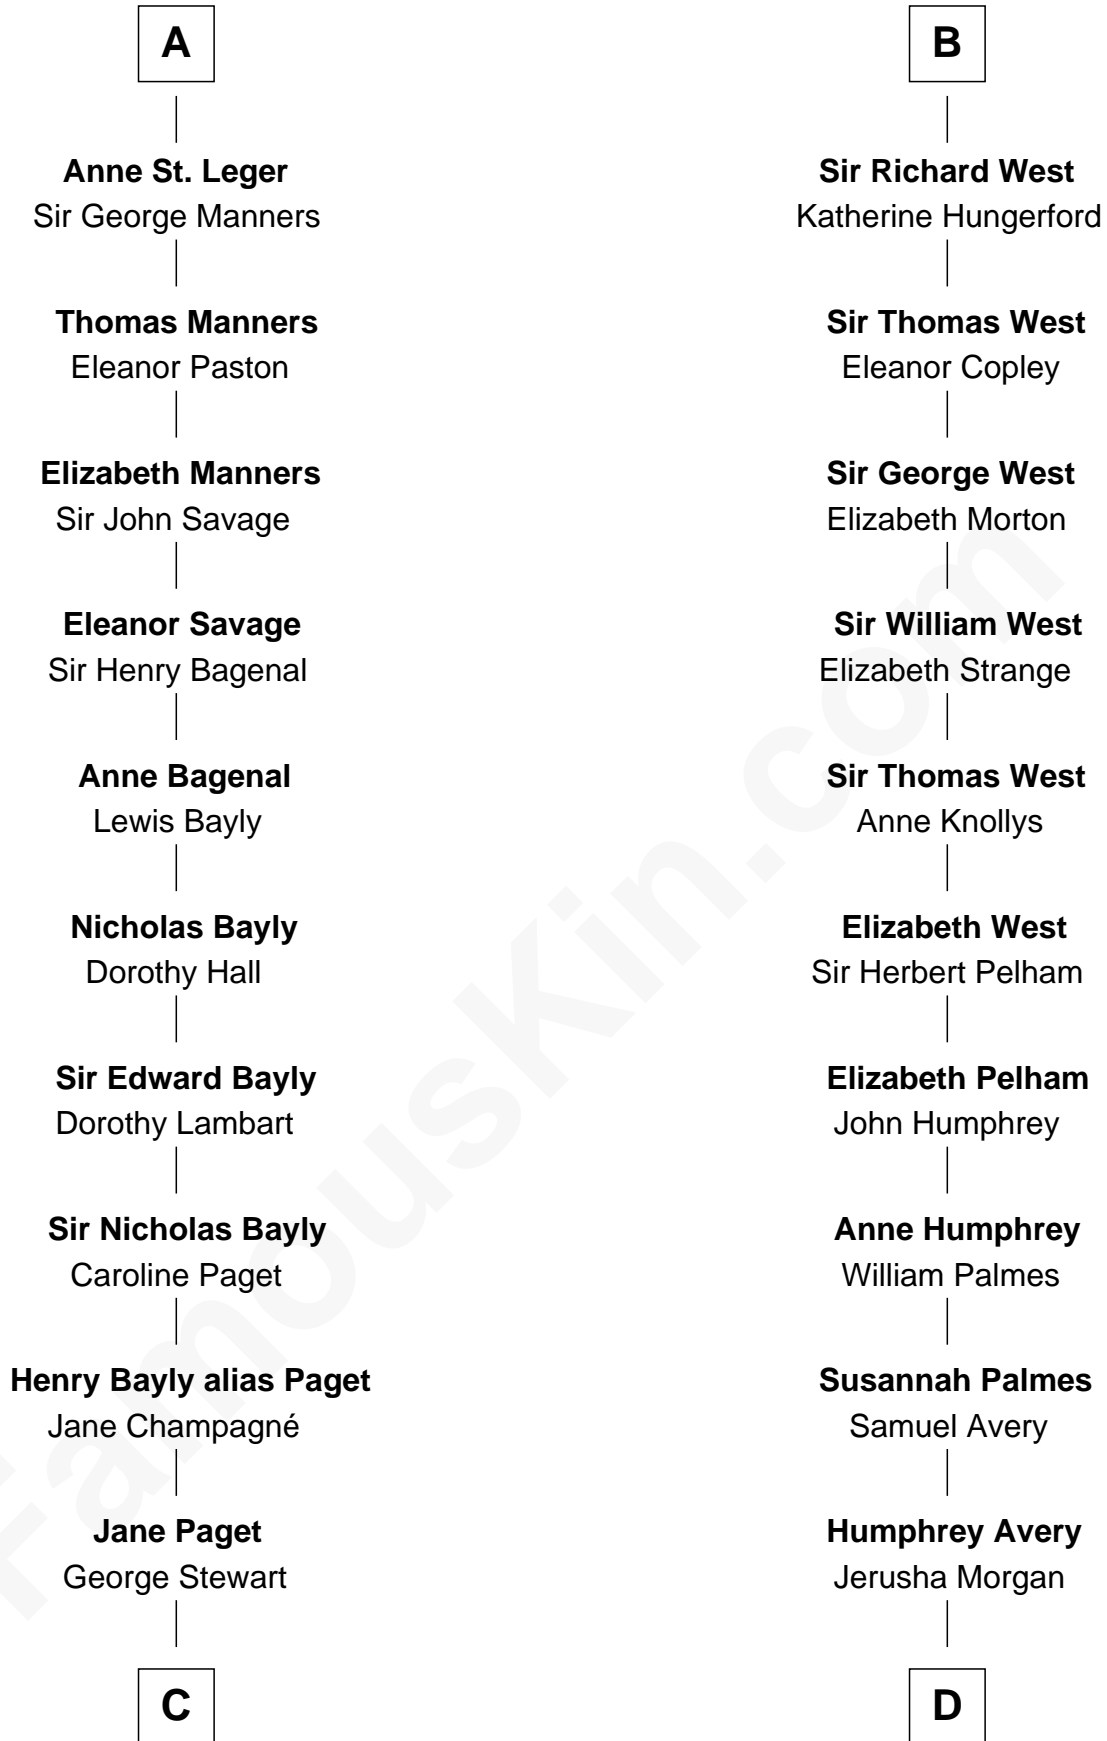 A
Anne St. Leger
Sir George Manners
Thomas Manners
Eleanor Paston
Elizabeth Manners
Sir John Savage
Eleanor Savage
Sir Henry Bagenal
Anne Bagenal
Lewis Bayly
Nicholas Bayly
Dorothy Hall
Sir Edward Bayly
Dorothy Lambart
Sir Nicholas Bayly
Caroline Paget
Henry Bayly alias Paget
Jane Champagné
Jane Paget
George Stewart
C
B
Sir Richard West
Katherine Hungerford
Sir Thomas West
Eleanor Copley
Sir George West
Elizabeth Morton
Sir William West
Elizabeth Strange
Sir Thomas West
Anne Knollys
Elizabeth West
Sir Herbert Pelham
Elizabeth Pelham
John Humphrey
Anne Humphrey
William Palmes
Susannah Palmes
Samuel Avery
Humphrey Avery
Jerusha Morgan
D
FamousKin.com